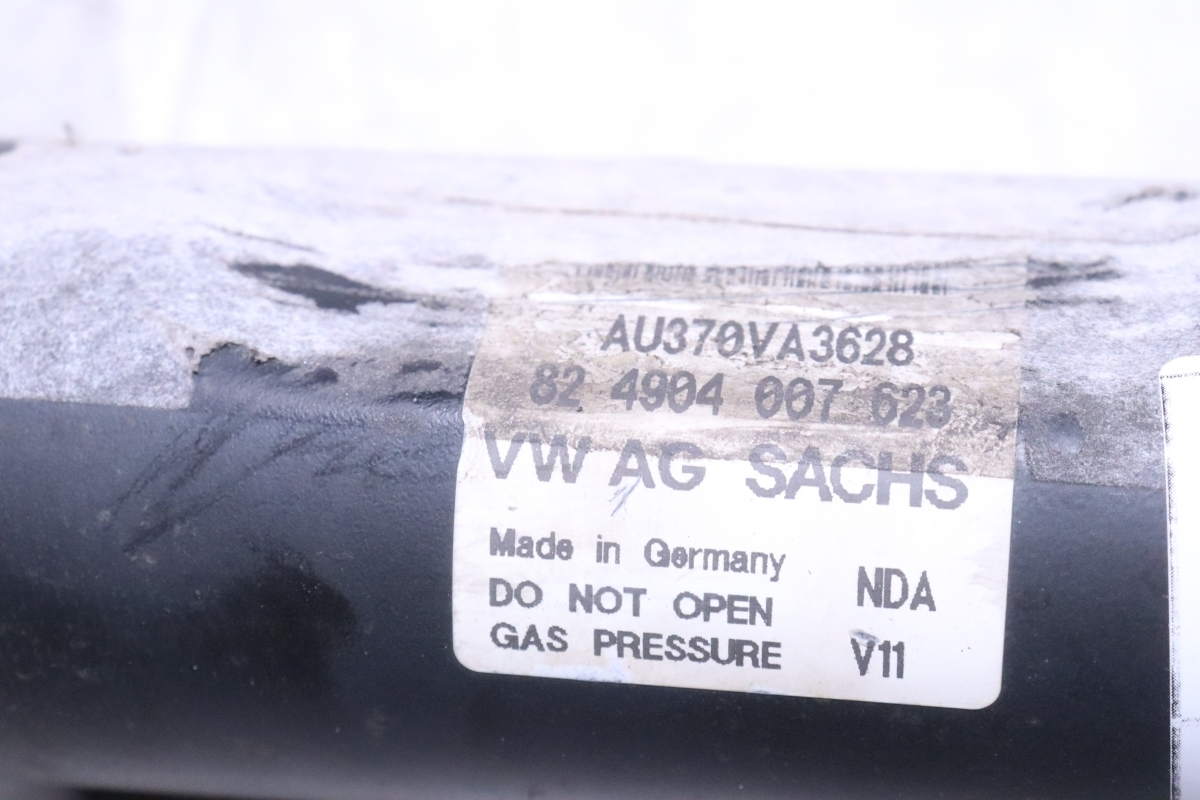 AU370VA3628
82 4904 007 623
VW AG SACHS
Made in Germany
NDA
DO NOT OPEN
GAS PRESSURE
V11